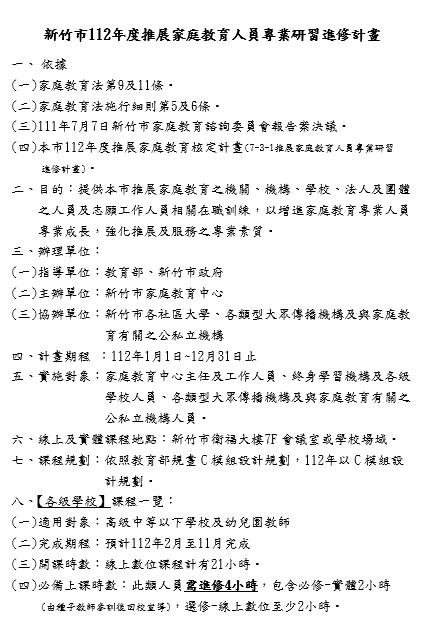 新竹市112年度推展家庭教育人員專業研習進修計畫
一、 依據
(一)家庭教育法第9及11條。
(二)家庭教育法施行細則第5及6條。
(三)111年7月7日新竹市家庭教育諮詢委員會報告案決議。
(四)本市112年度推展家庭教育核定計畫(7-3-1推展家庭教育人員專業研習
進修計畫)。
二、目的：提供本市推展家庭教育之機關、機構、學校、法人及團體
之人員及志願工作人員相關在職訓練，以增進家庭教育專業人員
專業成長，強化推展及服務之專業素質。
三、辦理單位：
(一)指導單位：教育部、新竹市政府
(二)主辦單位：新竹市家庭教育中心
(三)協辦單位：新竹市各社區大學、各類型大眾傳播機構及與家庭教
育有關之公私立機構
四、計畫期程 ：112年1月1日~12月31日止
五、實施對象：家庭教育中心主任及工作人員、終身學習機構及各級
學校人員、各類型大眾傳播機構及與家庭教育有關之
公私立機構人員。
六、線上及實體課程地點：新竹市衛福大樓7F會議室或學校場域。
七、課程規劃：依照教育部規畫C模組設計規劃，112年以C模組設
計規劃。
八、【各級學校】課程一覽：
(一)適用對象：高級中等以下學校及幼兒園教師
(二)完成期程：預計112年2月至11月完成
(三)開課時數：線上數位課程計有21小時。
(四)必備上課時數：此類人員需進修4小時，包含必修-實體2小時
(由種子教師參訓後回校宣導)，選修-線上數位至少2小時。